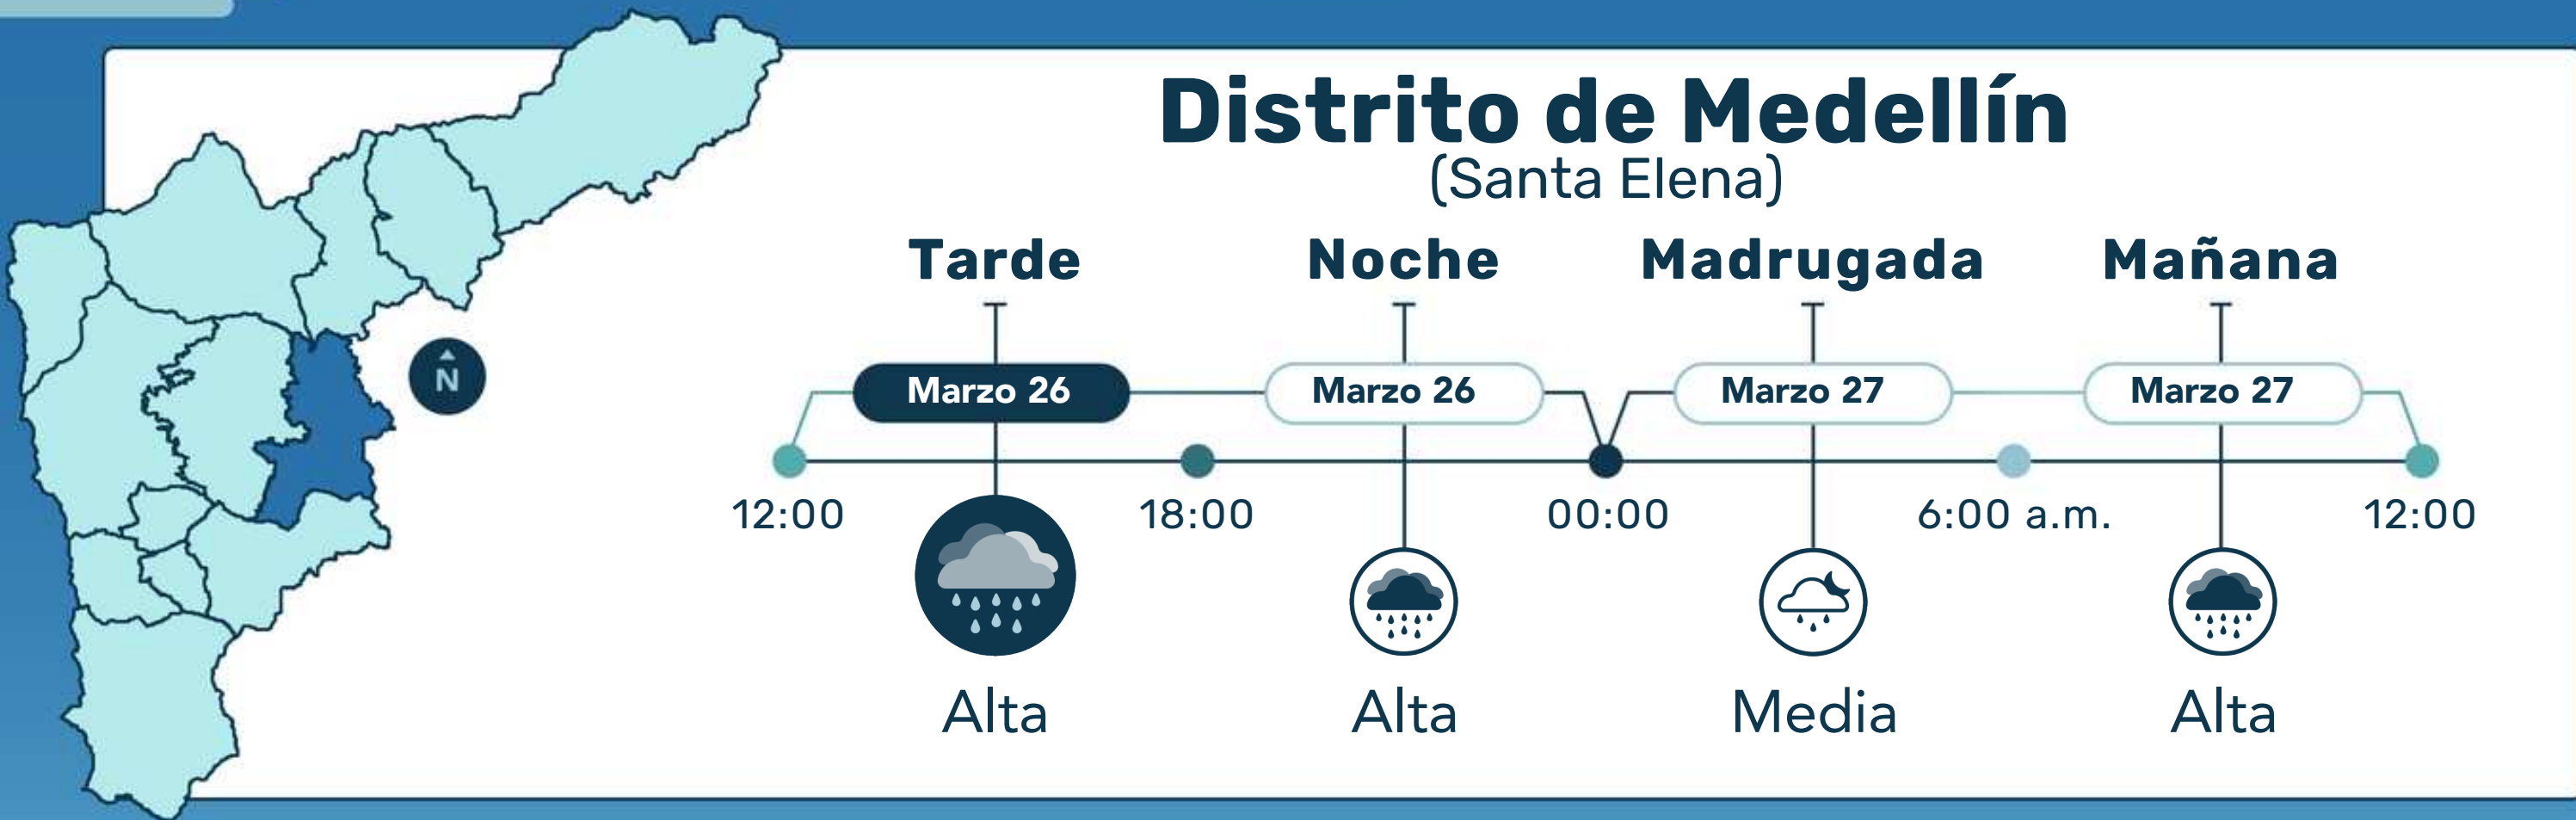 Distrito de Medellín
(Santa Elena)
Tarde Noche Madrugada Mañana
N
Marzo 26 Marzo 26 Marzo 27 Marzo 27
12:00 18:00 00:00 6:00 a.m. 12:00
Alta Alta Media Alta